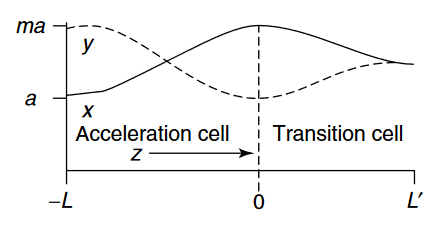 ma
y
a
x
Acceleration cell
Transition cell
z
–L
0
L′